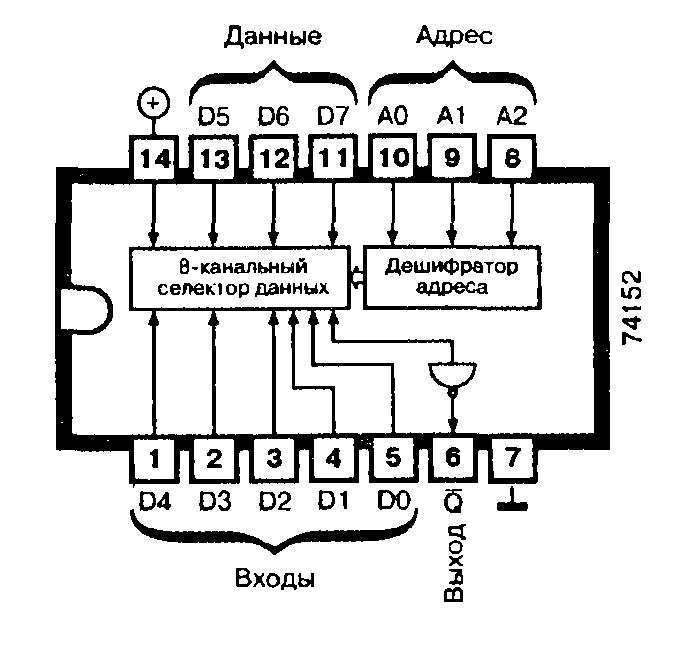 Данные Адрес
+ D5 D6 D7 A0 A1 A2
14 13 12 11 10 9 8
8-канальный
селектор данных
Дешифратор
адреса
74152
1 2 3 4 5 6 7
D4 D3 D2 D1 D0 Q̅
Входы
Выход